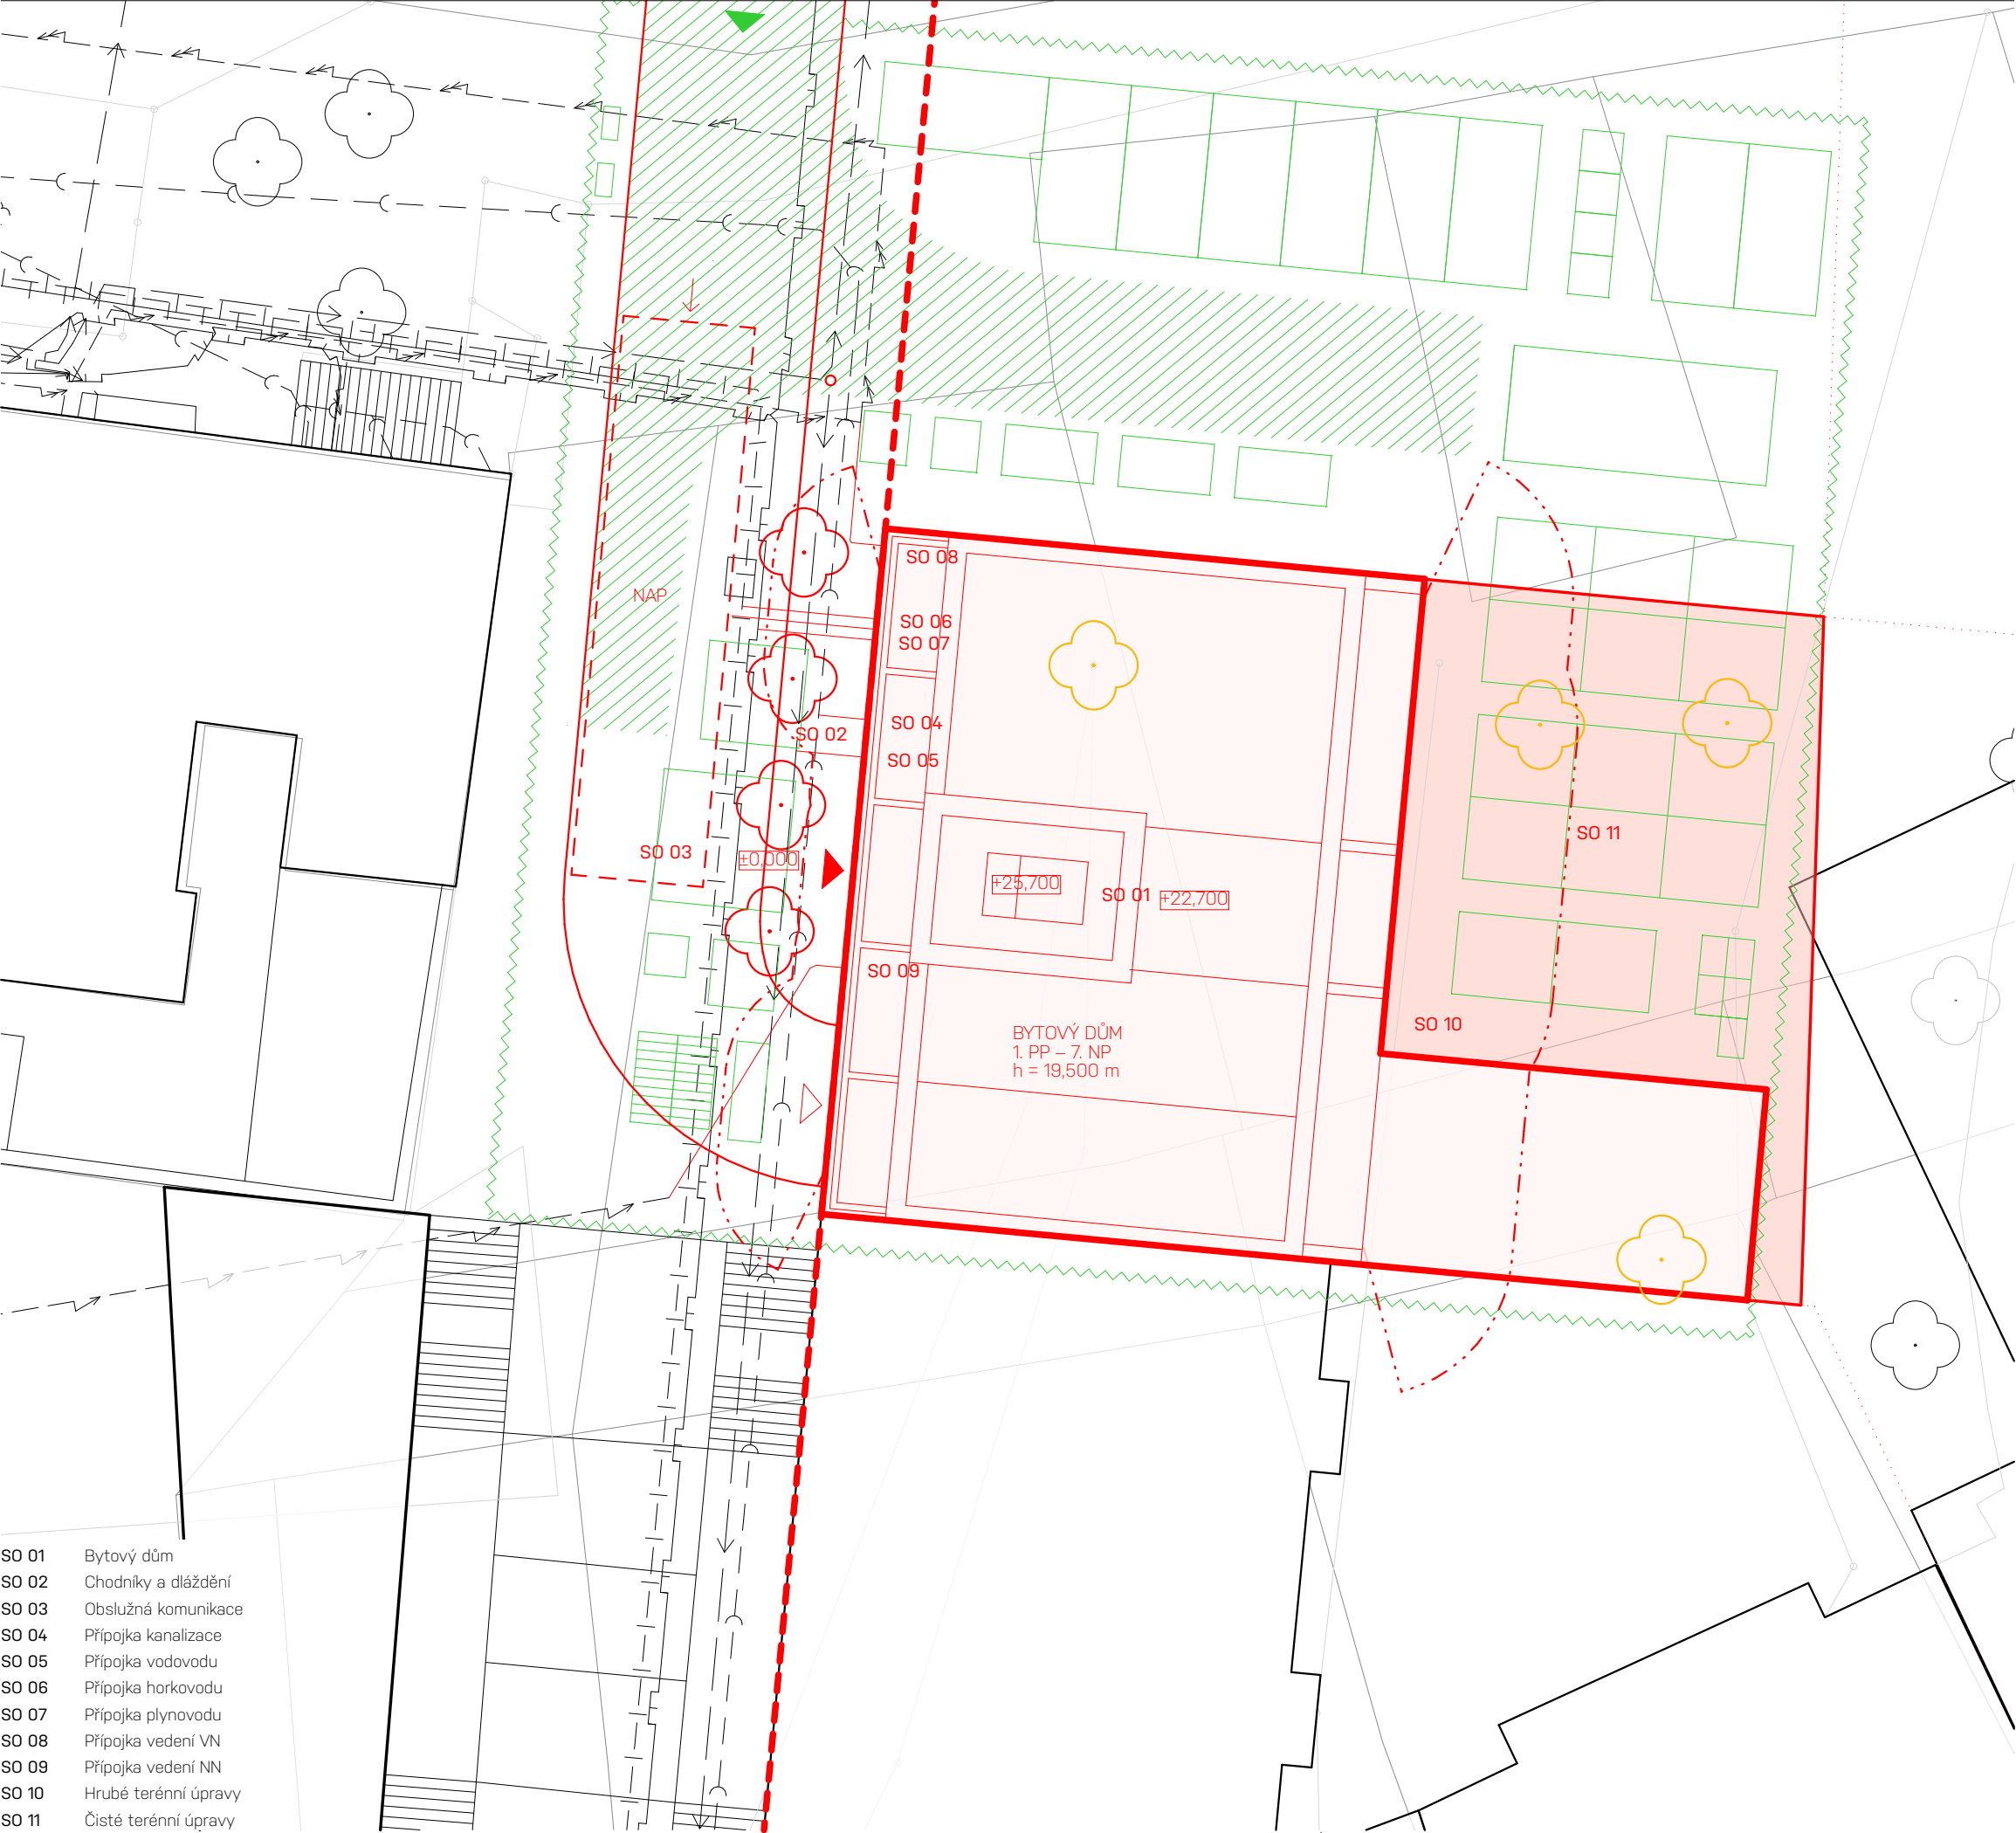 SO 08
NAP
SO 06
SO 07
SO 04
SO 02
SO 05
SO 11
SO 03
±0,000
+25,700
SO 01
+22,700
SO 09
SO 10
BYTOVÝ DŮM
1. PP – 7. NP
h = 19,500 m
SO 01 Bytový dům
SO 02 Chodníky a dláždění
SO 03 Obslužná komunikace
SO 04 Přípojka kanalizace
SO 05 Přípojka vodovodu
SO 06 Přípojka horkovodu
SO 07 Přípojka plynovodu
SO 08 Přípojka vedení VN
SO 09 Přípojka vedení NN
SO 10 Hrubé terénní úpravy
SO 11 Čisté terénní úpravy